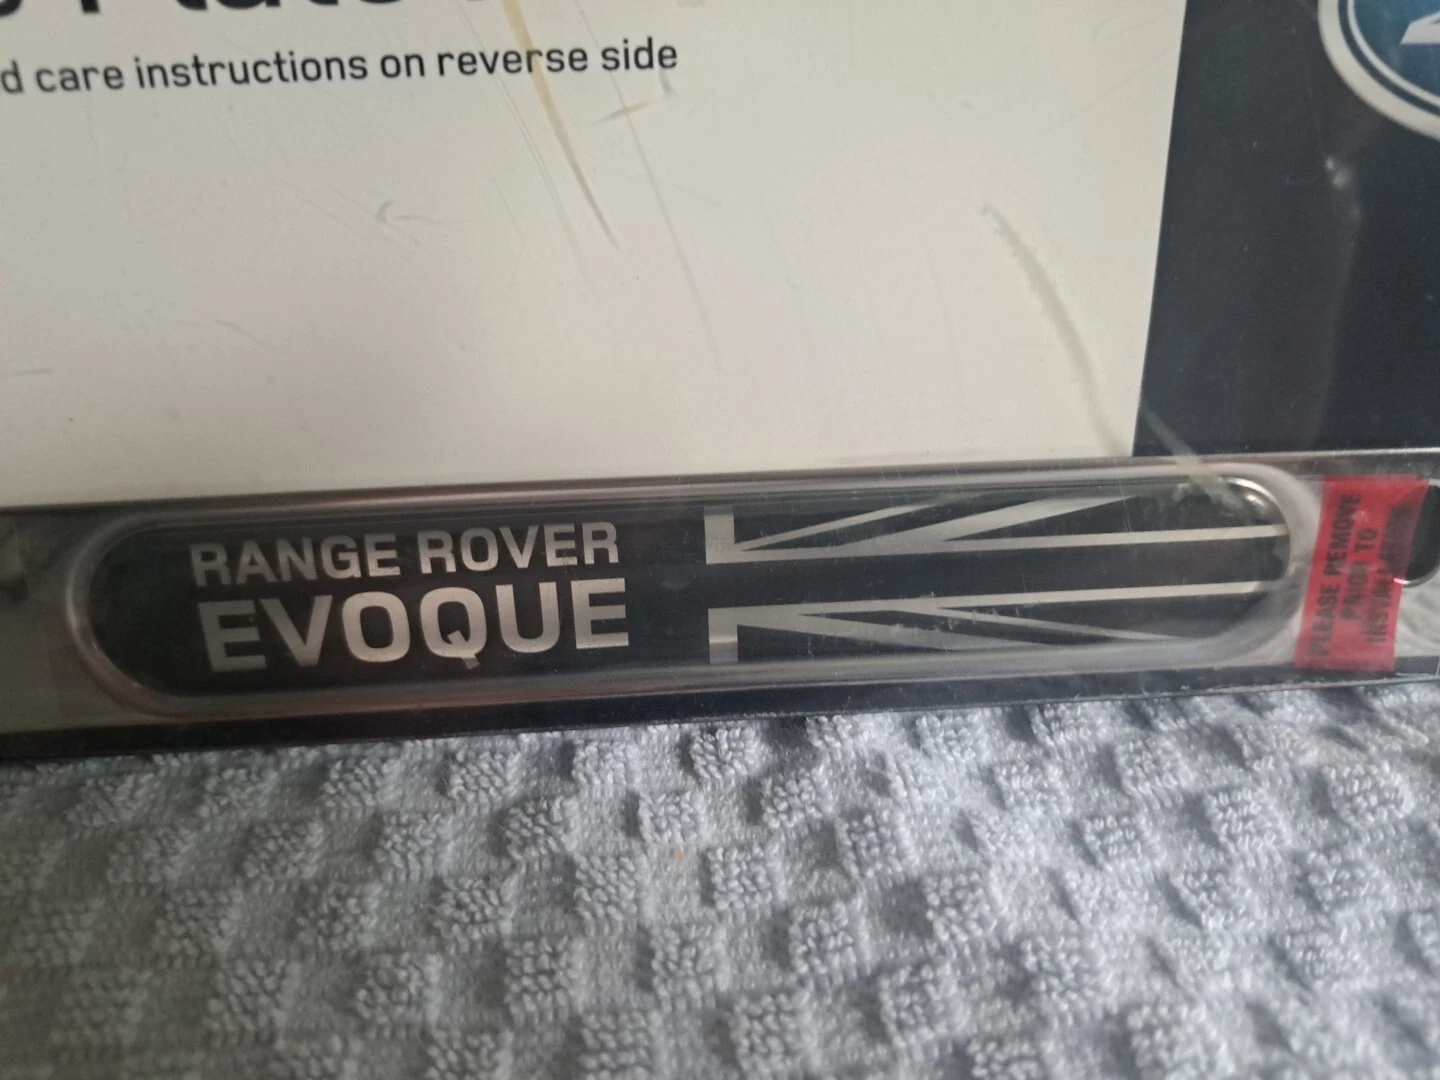 d care instructions on reverse side
RANGE ROVER
EVOQUE
PLEASE REMOVE
PRIOR TO